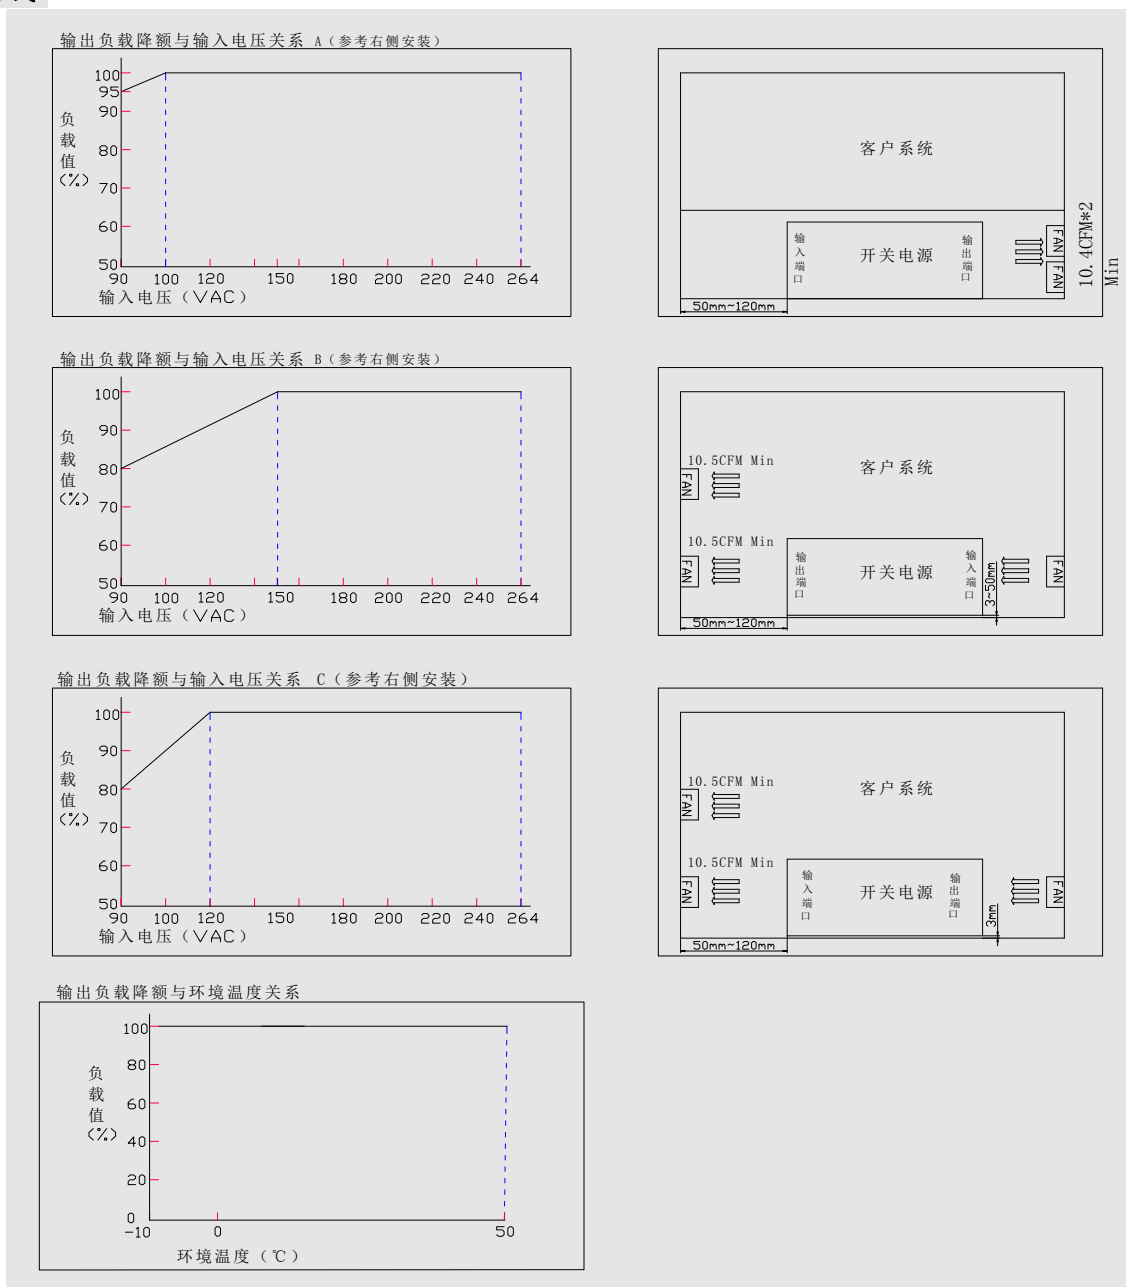 输出负载降额与输入电压关系 A（参考右侧安装）
100
95
90
80
70
60
50
负载值(%)
90 100 120 150 180 200 220 240 264
输入电压（VAC）
客户系统
输入端口
开关电源
输出端口
FAN
FAN
10.4CFM*2
Min
50mm~120mm
输出负载降额与输入电压关系 B（参考右侧安装）
100
90
80
70
60
50
负载值(%)
90 100 120 150 180 200 220 240 264
输入电压（VAC）
10.5CFM Min
客户系统
FAN
10.5CFM Min
FAN
输出端口
开关电源
输入端口
3~50mm
FAN
50mm~120mm
输出负载降额与输入电压关系 C（参考右侧安装）
100
90
80
70
60
50
负载值(%)
90 100 120 150 180 200 220 240 264
输入电压（VAC）
10.5CFM Min
客户系统
FAN
10.5CFM Min
FAN
输入端口
开关电源
输出端口
3mm
FAN
50mm~120mm
输出负载降额与环境温度关系
100
80
60
40
20
0
负载值(%)
-10 0 50
环境温度（℃）